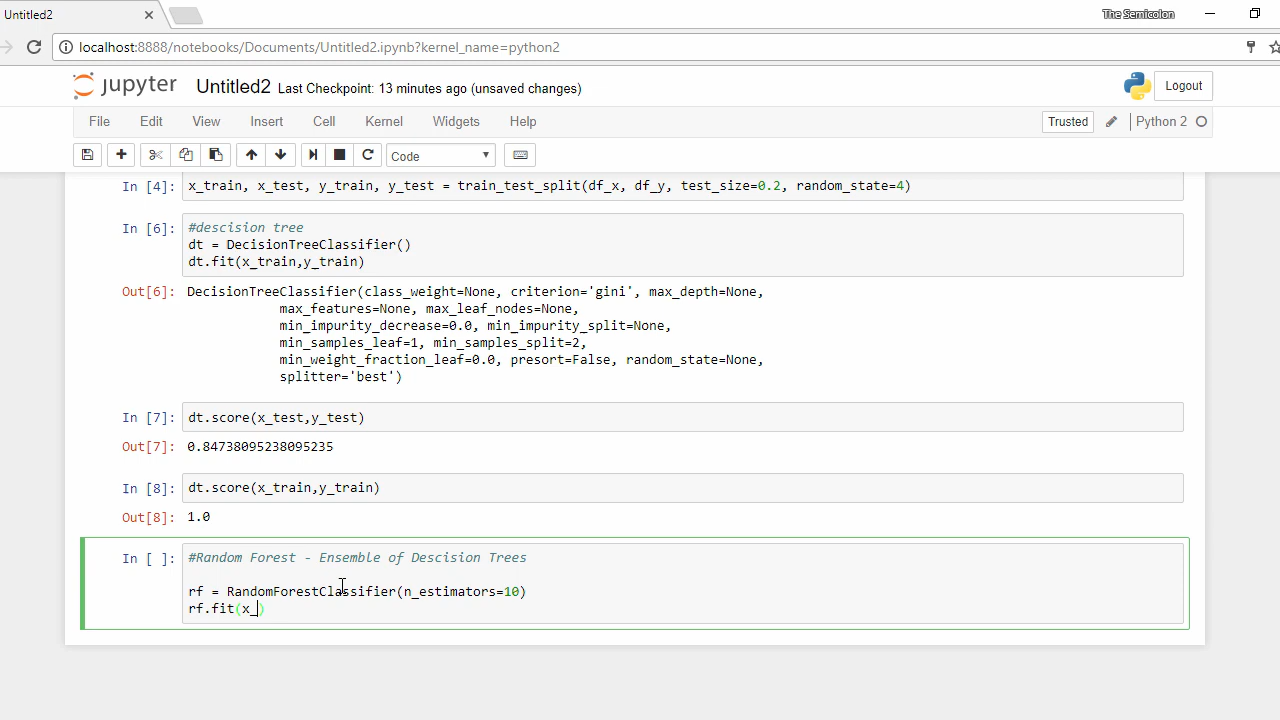 Untitled2
The Semicolon
localhost:8888/notebooks/Documents/Untitled2.ipynb?kernel_name=python2
jupyter Untitled2 Last Checkpoint: 13 minutes ago (unsaved changes)
Logout
File Edit View Insert Cell Kernel Widgets Help
Trusted
Python 2
Code
In [4]: x_train, x_test, y_train, y_test = train_test_split(df_x, df_y, test_size=0.2, random_state=4)
In [6]: #descision tree
dt = DecisionTreeClassifier()
dt.fit(x_train,y_train)
Out[6]: DecisionTreeClassifier(class_weight=None, criterion='gini', max_depth=None,
max_features=None, max_leaf_nodes=None,
min_impurity_decrease=0.0, min_impurity_split=None,
min_samples_leaf=1, min_samples_split=2,
min_weight_fraction_leaf=0.0, presort=False, random_state=None,
splitter='best')
In [7]: dt.score(x_test,y_test)
Out[7]: 0.84738095238095235
In [8]: dt.score(x_train,y_train)
Out[8]: 1.0
In [ ]: #Random Forest - Ensemble of Descision Trees
rf = RandomForestClassifier(n_estimators=10)
rf.fit(x_)